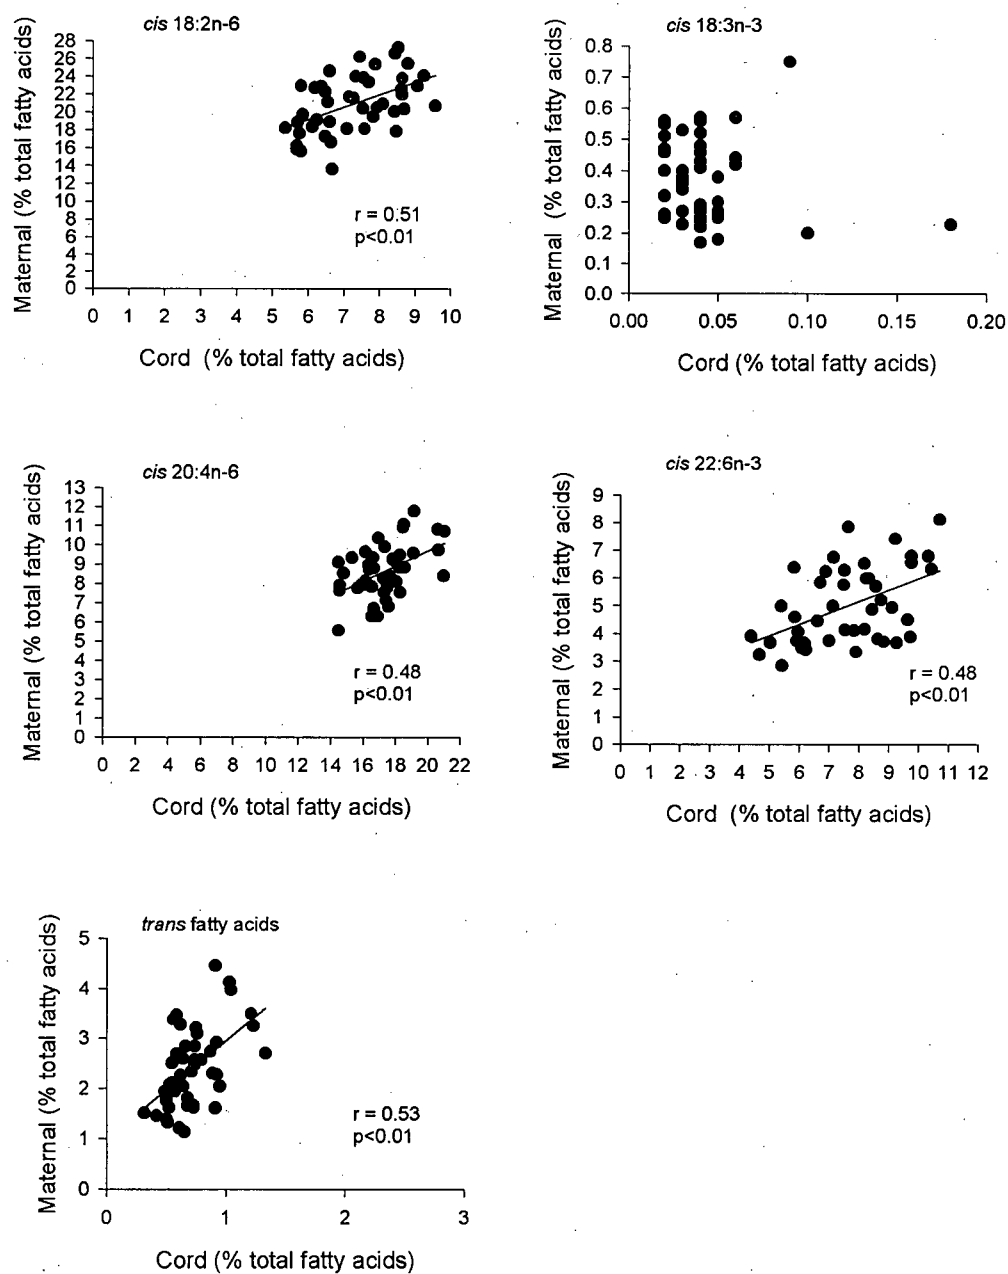 cis 18:2n-6
Maternal (% total fatty acids)
28
26
24
22
20
18
16
14
12
10
8
6
4
2
0
r = 0.51
p<0.01
0 1 2 3 4 5 6 7 8 9 10
Cord (% total fatty acids)
cis 18:3n-3
Maternal (% total fatty acids)
0.8
0.7
0.6
0.5
0.4
0.3
0.2
0.1
0.0
0.00 0.05 0.10 0.15 0.20
Cord (% total fatty acids)
cis 20:4n-6
Maternal (% total fatty acids)
13
12
11
10
9
8
7
6
5
4
3
2
1
0
r = 0.48
p<0.01
0 2 4 6 8 10 12 14 16 18 20 22
Cord (% total fatty acids)
cis 22:6n-3
Maternal (% total fatty acids)
9
8
7
6
5
4
3
2
1
0
r = 0.48
p<0.01
0 1 2 3 4 5 6 7 8 9 10 11 12
Cord (% total fatty acids)
trans fatty acids
Maternal (% total fatty acids)
5
4
3
2
1
0
r = 0.53
p<0.01
0 1 2 3
Cord (% total fatty acids)